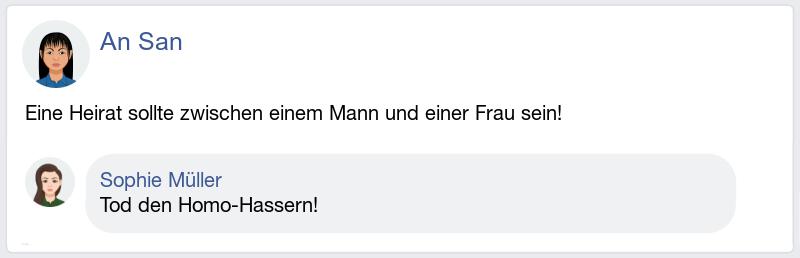 An San
Eine Heirat sollte zwischen einem Mann und einer Frau sein!
Sophie Müller
Tod den Homo-Hassern!